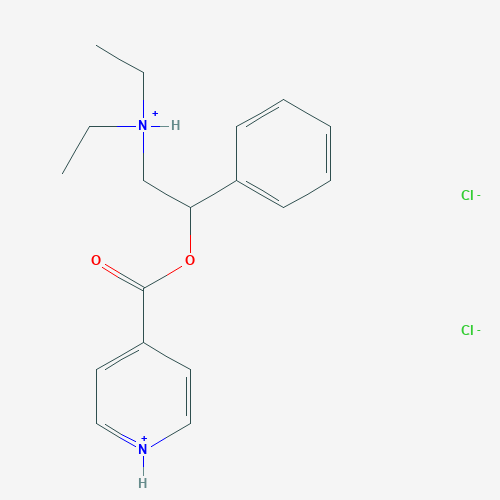 N+ H
Cl-
O O
Cl-
N+
H